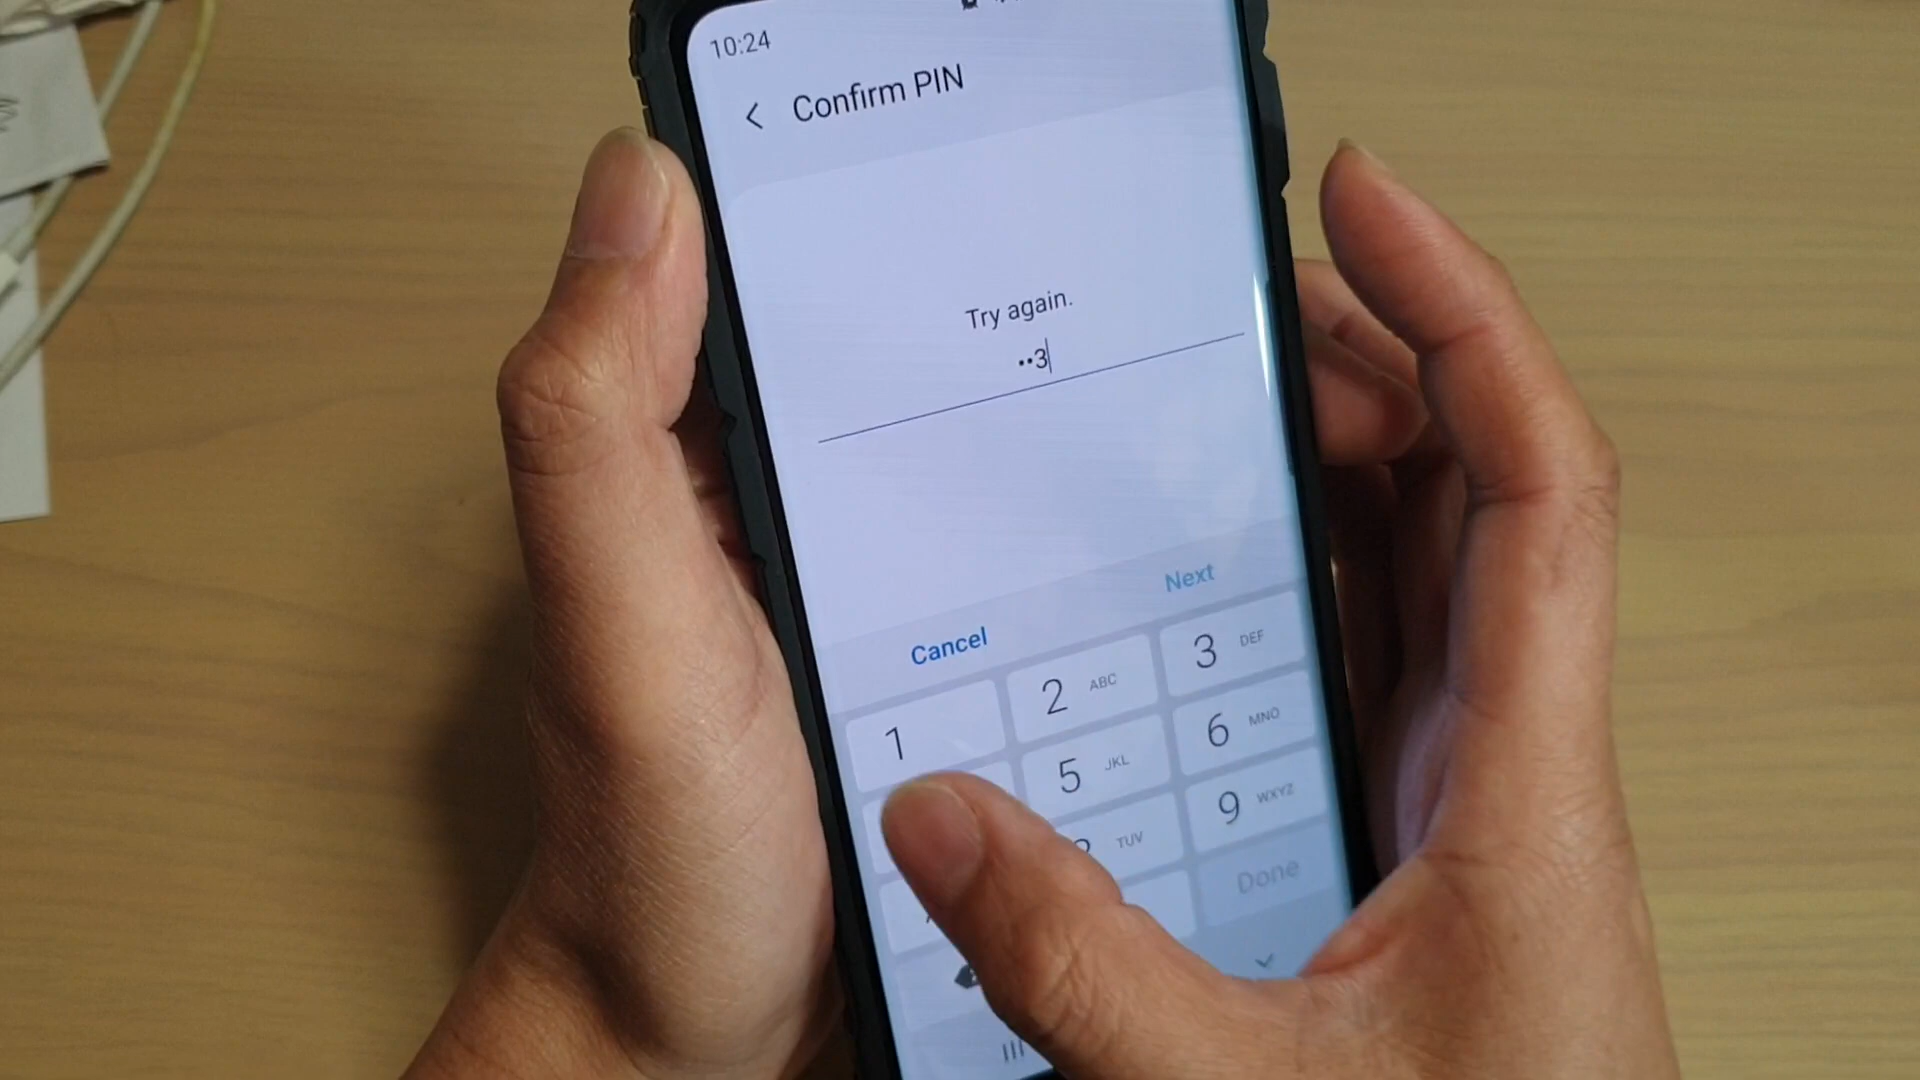 10:24
Confirm PIN
Try again.
••3
Next
Cancel
1
2 ABC
3 DEF
5 JKL
6 MNO
TUV
9 WXYZ
Done